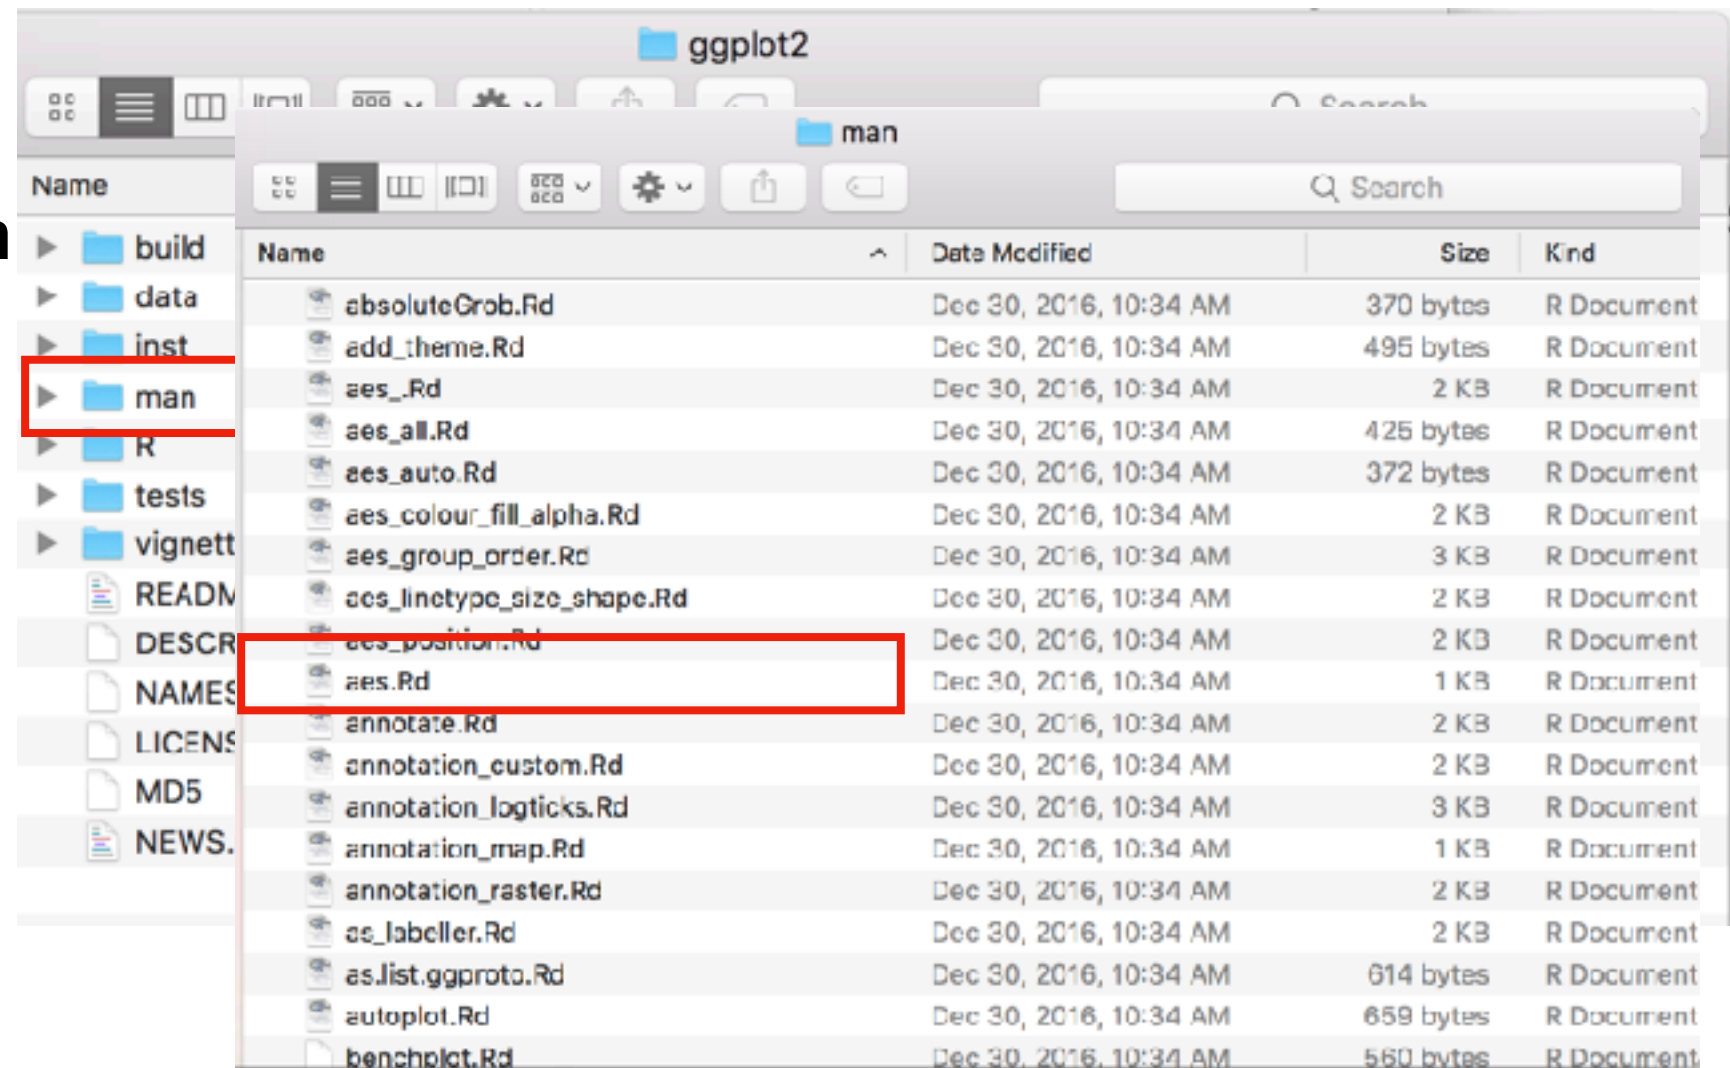 ggplot2
Search
Name
build
data
inst
man
R
tests
vignett
READM
DESCR
NAMES
LICENS
MD5
NEWS.
man
Search
Name Date Modified Size Kind
absoluteGrob.Rd Dec 30, 2016, 10:34 AM 370 bytes R Document
add_theme.Rd Dec 30, 2016, 10:34 AM 495 bytes R Document
aes_.Rd Dec 30, 2016, 10:34 AM 2 KB R Document
aes_all.Rd Dec 30, 2016, 10:34 AM 425 bytes R Document
aes_auto.Rd Dec 30, 2016, 10:34 AM 372 bytes R Document
aes_colour_fill_alpha.Rd Dec 30, 2016, 10:34 AM 2 KB R Document
aes_group_order.Rd Dec 30, 2016, 10:34 AM 3 KB R Document
aes_linetype_size_shape.Rd Dec 30, 2016, 10:34 AM 2 KB R Document
aes_position.Rd Dec 30, 2016, 10:34 AM 2 KB R Document
aes.Rd Dec 30, 2016, 10:34 AM 1 KB R Document
annotate.Rd Dec 30, 2016, 10:34 AM 2 KB R Document
annotation_custom.Rd Dec 30, 2016, 10:34 AM 2 KB R Document
annotation_logticks.Rd Dec 30, 2016, 10:34 AM 3 KB R Document
annotation_map.Rd Dec 30, 2016, 10:34 AM 1 KB R Document
annotation_raster.Rd Dec 30, 2016, 10:34 AM 2 KB R Document
as_labeller.Rd Dec 30, 2016, 10:34 AM 2 KB R Document
as.list.ggproto.Rd Dec 30, 2016, 10:34 AM 614 bytes R Document
autoplot.Rd Dec 30, 2016, 10:34 AM 659 bytes R Document
benchplot.Rd Dec 30, 2016, 10:34 AM 560 bytes R Document